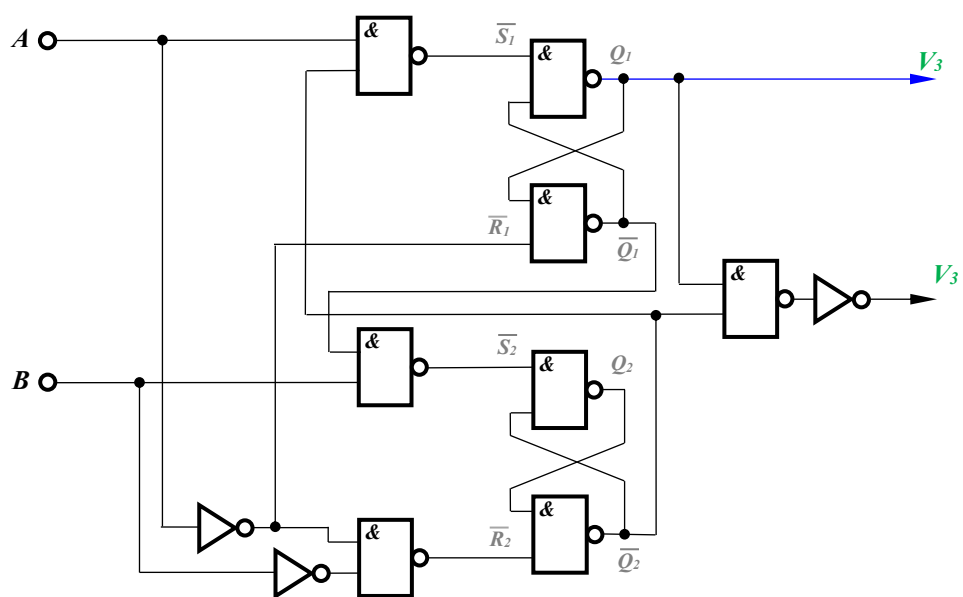 A & S̅₁ & Q₁ V₃
& R̅₁ Q̅₁
& V₃
B & S̅₂ & Q₂
& R̅₂ & Q̅₂